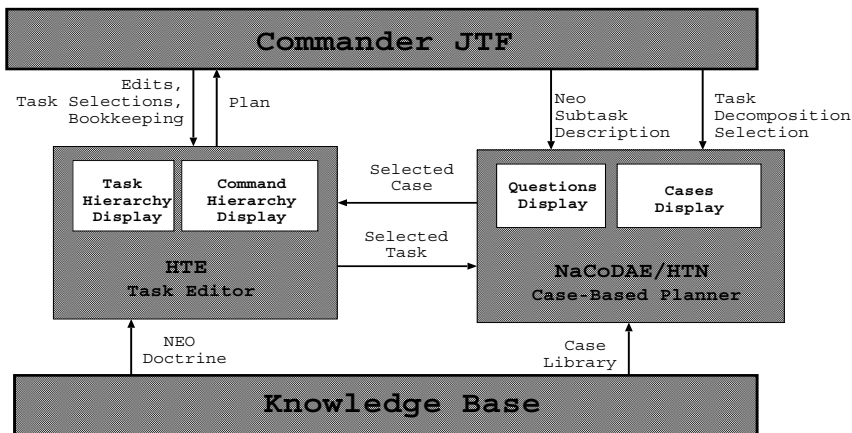 Commander JTF
Edits,
Task Selections,
Bookkeeping
Plan
Neo
Subtask
Description
Task
Decomposition
Selection
Task
Hierarchy
Display
Command
Hierarchy
Display
Selected
Case
Questions
Display
Cases
Display
Selected
Task
HTE
Task Editor
NaCoDAE/HTN
Case-Based Planner
NEO
Doctrine
Case
Library
Knowledge Base